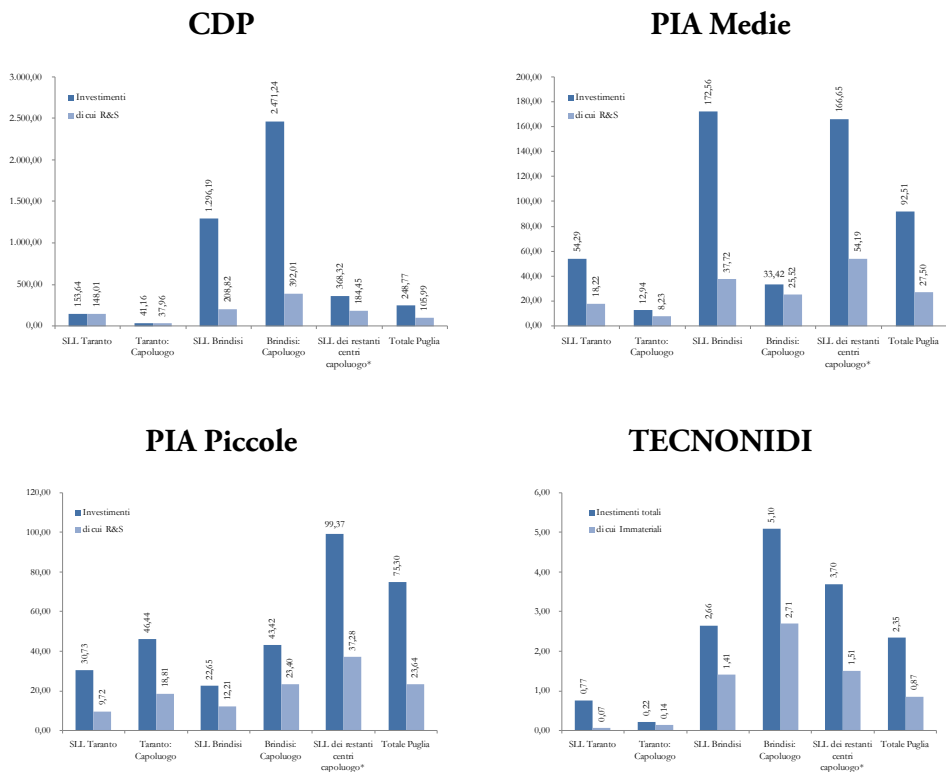 CDP
3.000,00
2.500,00
2.000,00
1.500,00
1.000,00
500,00
0,00
Investimenti
di cui R&S
153,64
148,01
41,16
37,96
1.296,19
208,82
2.471,24
392,01
368,32
184,45
248,77
105,99
SLL Taranto
Taranto:
Capoluogo
SLL Brindisi
Brindisi:
Capoluogo
SLL dei restanti
centri
capoluogo*
Totale Puglia
PIA Medie
200,00
180,00
160,00
140,00
120,00
100,00
80,00
60,00
40,00
20,00
0,00
Investimenti
di cui R&S
54,29
18,22
12,94
8,23
172,56
37,72
33,42
25,52
166,65
54,19
92,51
27,50
SLL Taranto
Taranto:
Capoluogo
SLL Brindisi
Brindisi:
Capoluogo
SLL dei restanti
centri
capoluogo*
Totale Puglia
PIA Piccole
120,00
100,00
80,00
60,00
40,00
20,00
0,00
Investimenti
di cui R&S
30,73
9,72
46,44
18,81
22,65
12,21
43,42
23,40
99,37
37,28
75,30
23,64
SLL Taranto
Taranto:
Capoluogo
SLL Brindisi
Brindisi:
Capoluogo
SLL dei restanti
centri
capoluogo*
Totale Puglia
TECNONIDI
6,00
5,00
4,00
3,00
2,00
1,00
0,00
Inestimenti totali
di cui Immateriali
0,77
0,07
0,22
0,14
2,66
1,41
5,10
2,71
3,70
1,51
2,35
0,87
SLL Taranto
Taranto:
Capoluogo
SLL Brindisi
Brindisi:
Capoluogo
SLL dei restanti
centri
capoluogo*
Totale Puglia